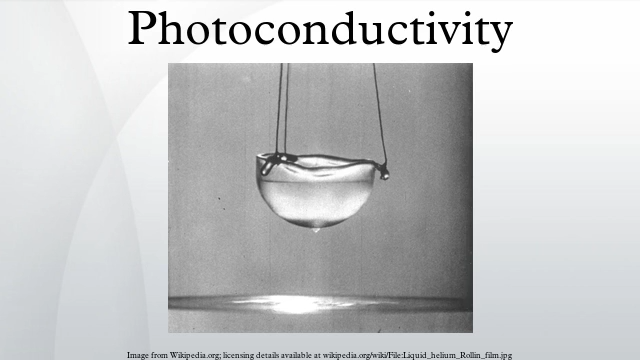 Photoconductivity
Image from Wikipedia.org; licensing details available at wikipedia.org/wiki/File:Liquid_helium_Rollin_film.jpg